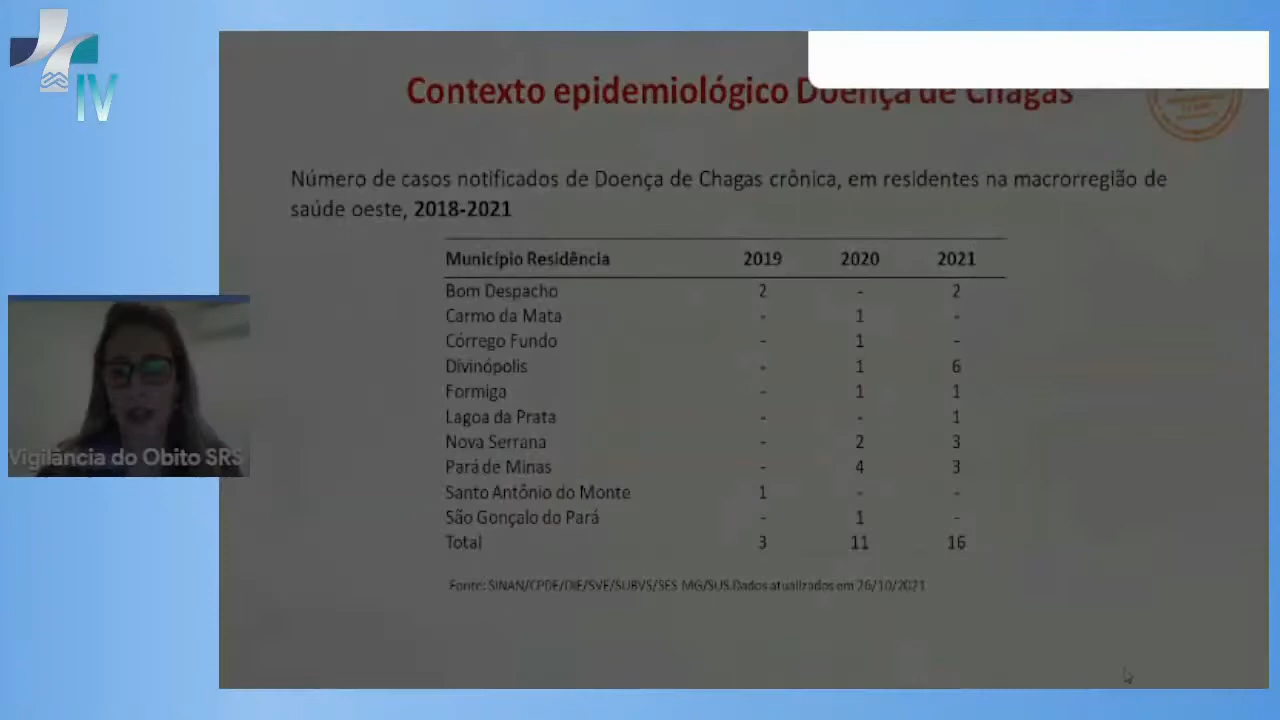 IV
Contexto epidemiológico Doença de Chagas
Número de casos notificados de Doença de Chagas crônica, em residentes na macrorregião de
saúde oeste, 2018-2021
Município Residência 2019 2020 2021
Bom Despacho 2 - 2
Carmo da Mata - 1 -
Córrego Fundo - 1 -
Divinópolis - 1 6
Formiga - 1 1
Lagoa da Prata - - 1
Nova Serrana - 2 3
Pará de Minas - 4 3
Santo Antônio do Monte 1 - -
São Gonçalo do Pará - 1 -
Total 3 11 16
Fonte: SINAN/CPDE/DIE/SVE/SUBVS/SES MG/SUS.Dados atualizados em 26/10/2021
Vigilância do Obito SRS